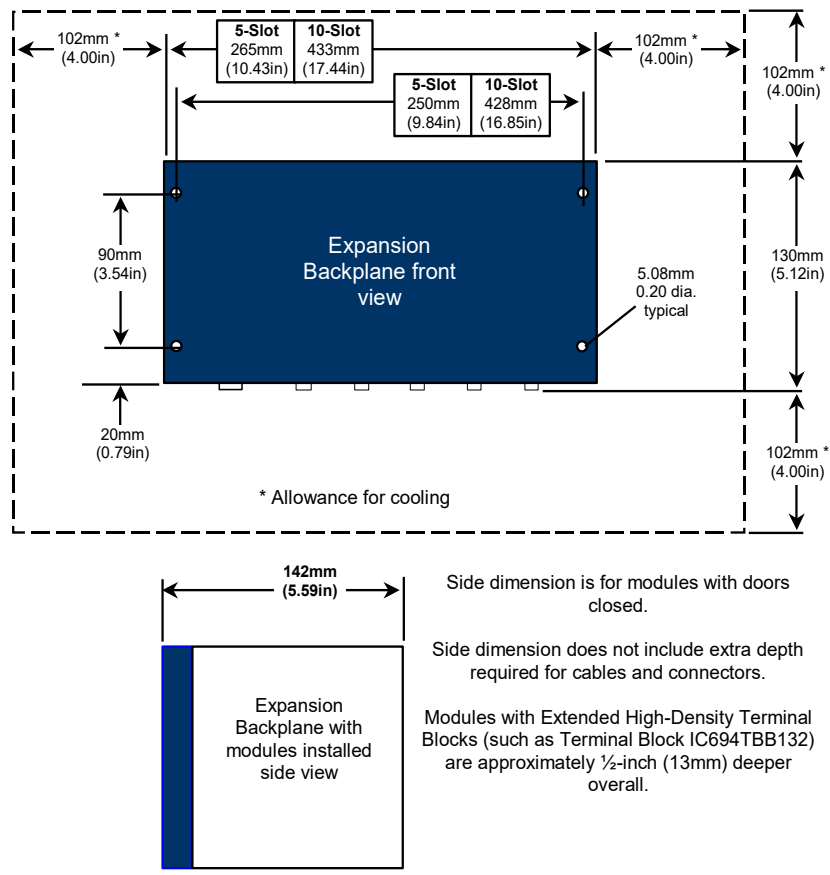 102mm *
(4.00in)
5-Slot
265mm
(10.43in)
10-Slot
433mm
(17.44in)
102mm *
(4.00in)
102mm *
(4.00in)
5-Slot
250mm
(9.84in)
10-Slot
428mm
(16.85in)
90mm
(3.54in)
Expansion
Backplane front
view
5.08mm
0.20 dia.
typical
130mm
(5.12in)
20mm
(0.79in)
102mm *
(4.00in)
* Allowance for cooling
142mm
(5.59in)
Expansion
Backplane with
modules installed
side view
Side dimension is for modules with doors
closed.
Side dimension does not include extra depth
required for cables and connectors.
Modules with Extended High-Density Terminal
Blocks (such as Terminal Block IC694TBB132)
are approximately ½-inch (13mm) deeper
overall.